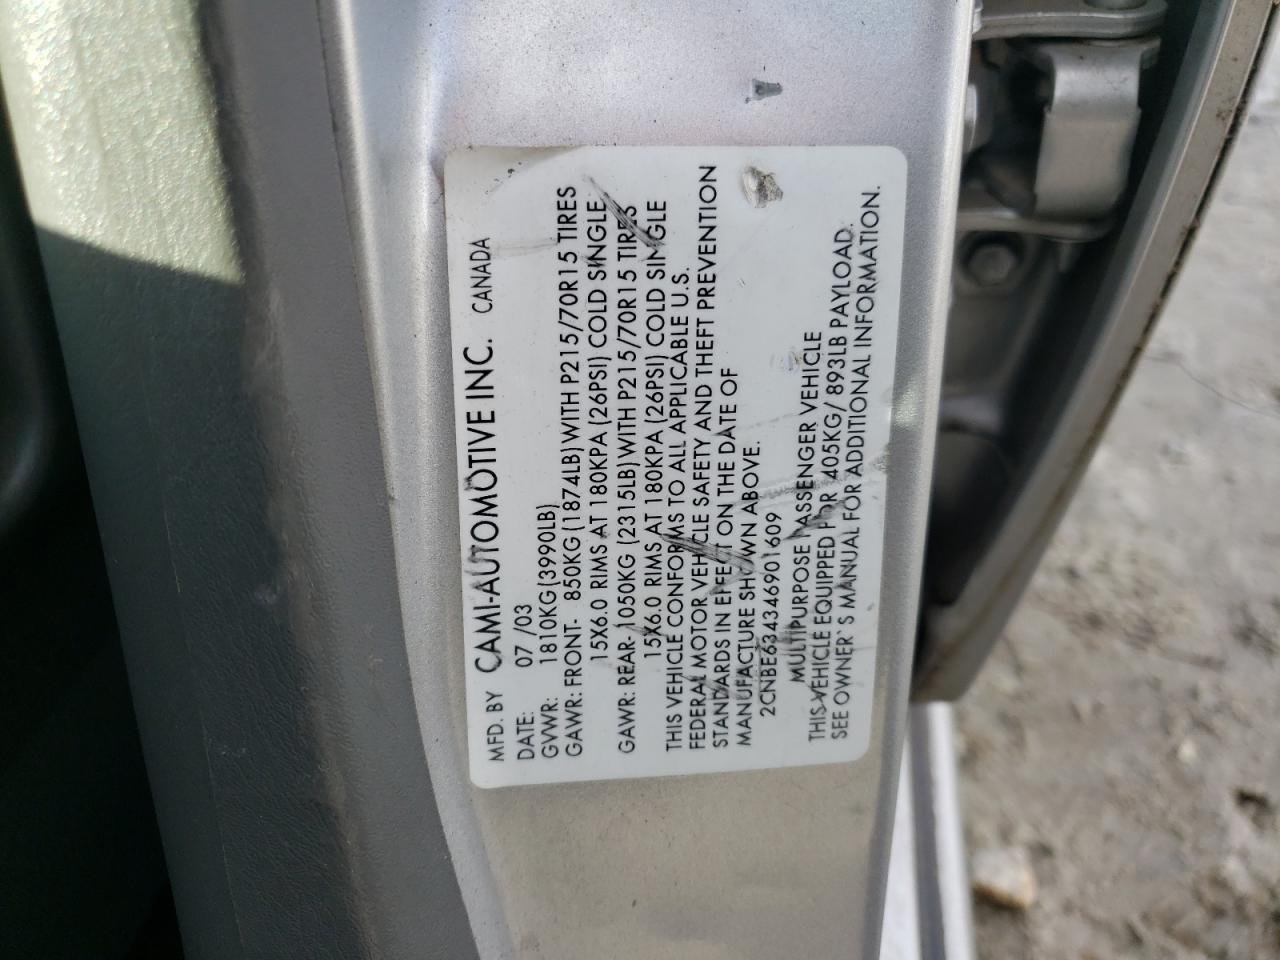 MFD. BY CAMI-AUTOMOTIVE INC. CANADA
DATE: 07 /03
GVWR: 1810KG(3990LB)
GAWR: FRONT- 850KG (1874LB)WITH P215/70R15 TIRES
15X6.0 RIMS AT 180KPA (26PSI) COLD SINGLE
GAWR: REAR- 1050KG (2315LB)WITH P215/70R15 TIRES
15X6.0 RIMS AT 180KPA (26PSI) COLD SINGLE
THIS VEHICLE CONFORMS TO ALL APPLICABLE U.S.
FEDERAL MOTOR VEHICLE SAFETY AND THEFT PREVENTION
STANDARDS IN EFFECT ON THE DATE OF
MANUFACTURE SHOWN ABOVE.
2CNBE634346901609
MULTIPURPOSE PASSENGER VEHICLE
THIS VEHICLE EQUIPPED FOR 405KG/ 893LB PAYLOAD.
SEE OWNER`S MANUAL FOR ADDITIONAL INFORMATION.